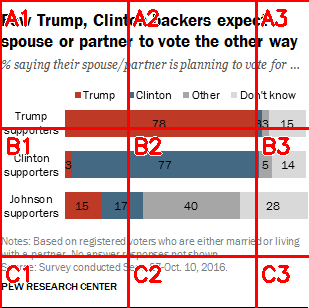 Few Trump, Clinton backers expect
spouse or partner to vote the other way
% saying their spouse/partner is planning to vote for ...
Trump Clinton Other Don't know
Trump supporters 78 3 3 15
Clinton supporters 3 77 5 14
Johnson supporters 15 17 40 28
Notes: Based on registered voters who are either married or living
with a partner. No answer responses not shown.
Source: Survey conducted Sept. 27-Oct. 10, 2016.
PEW RESEARCH CENTER
A1 A2 A3
B1 B2 B3
C1 C2 C3